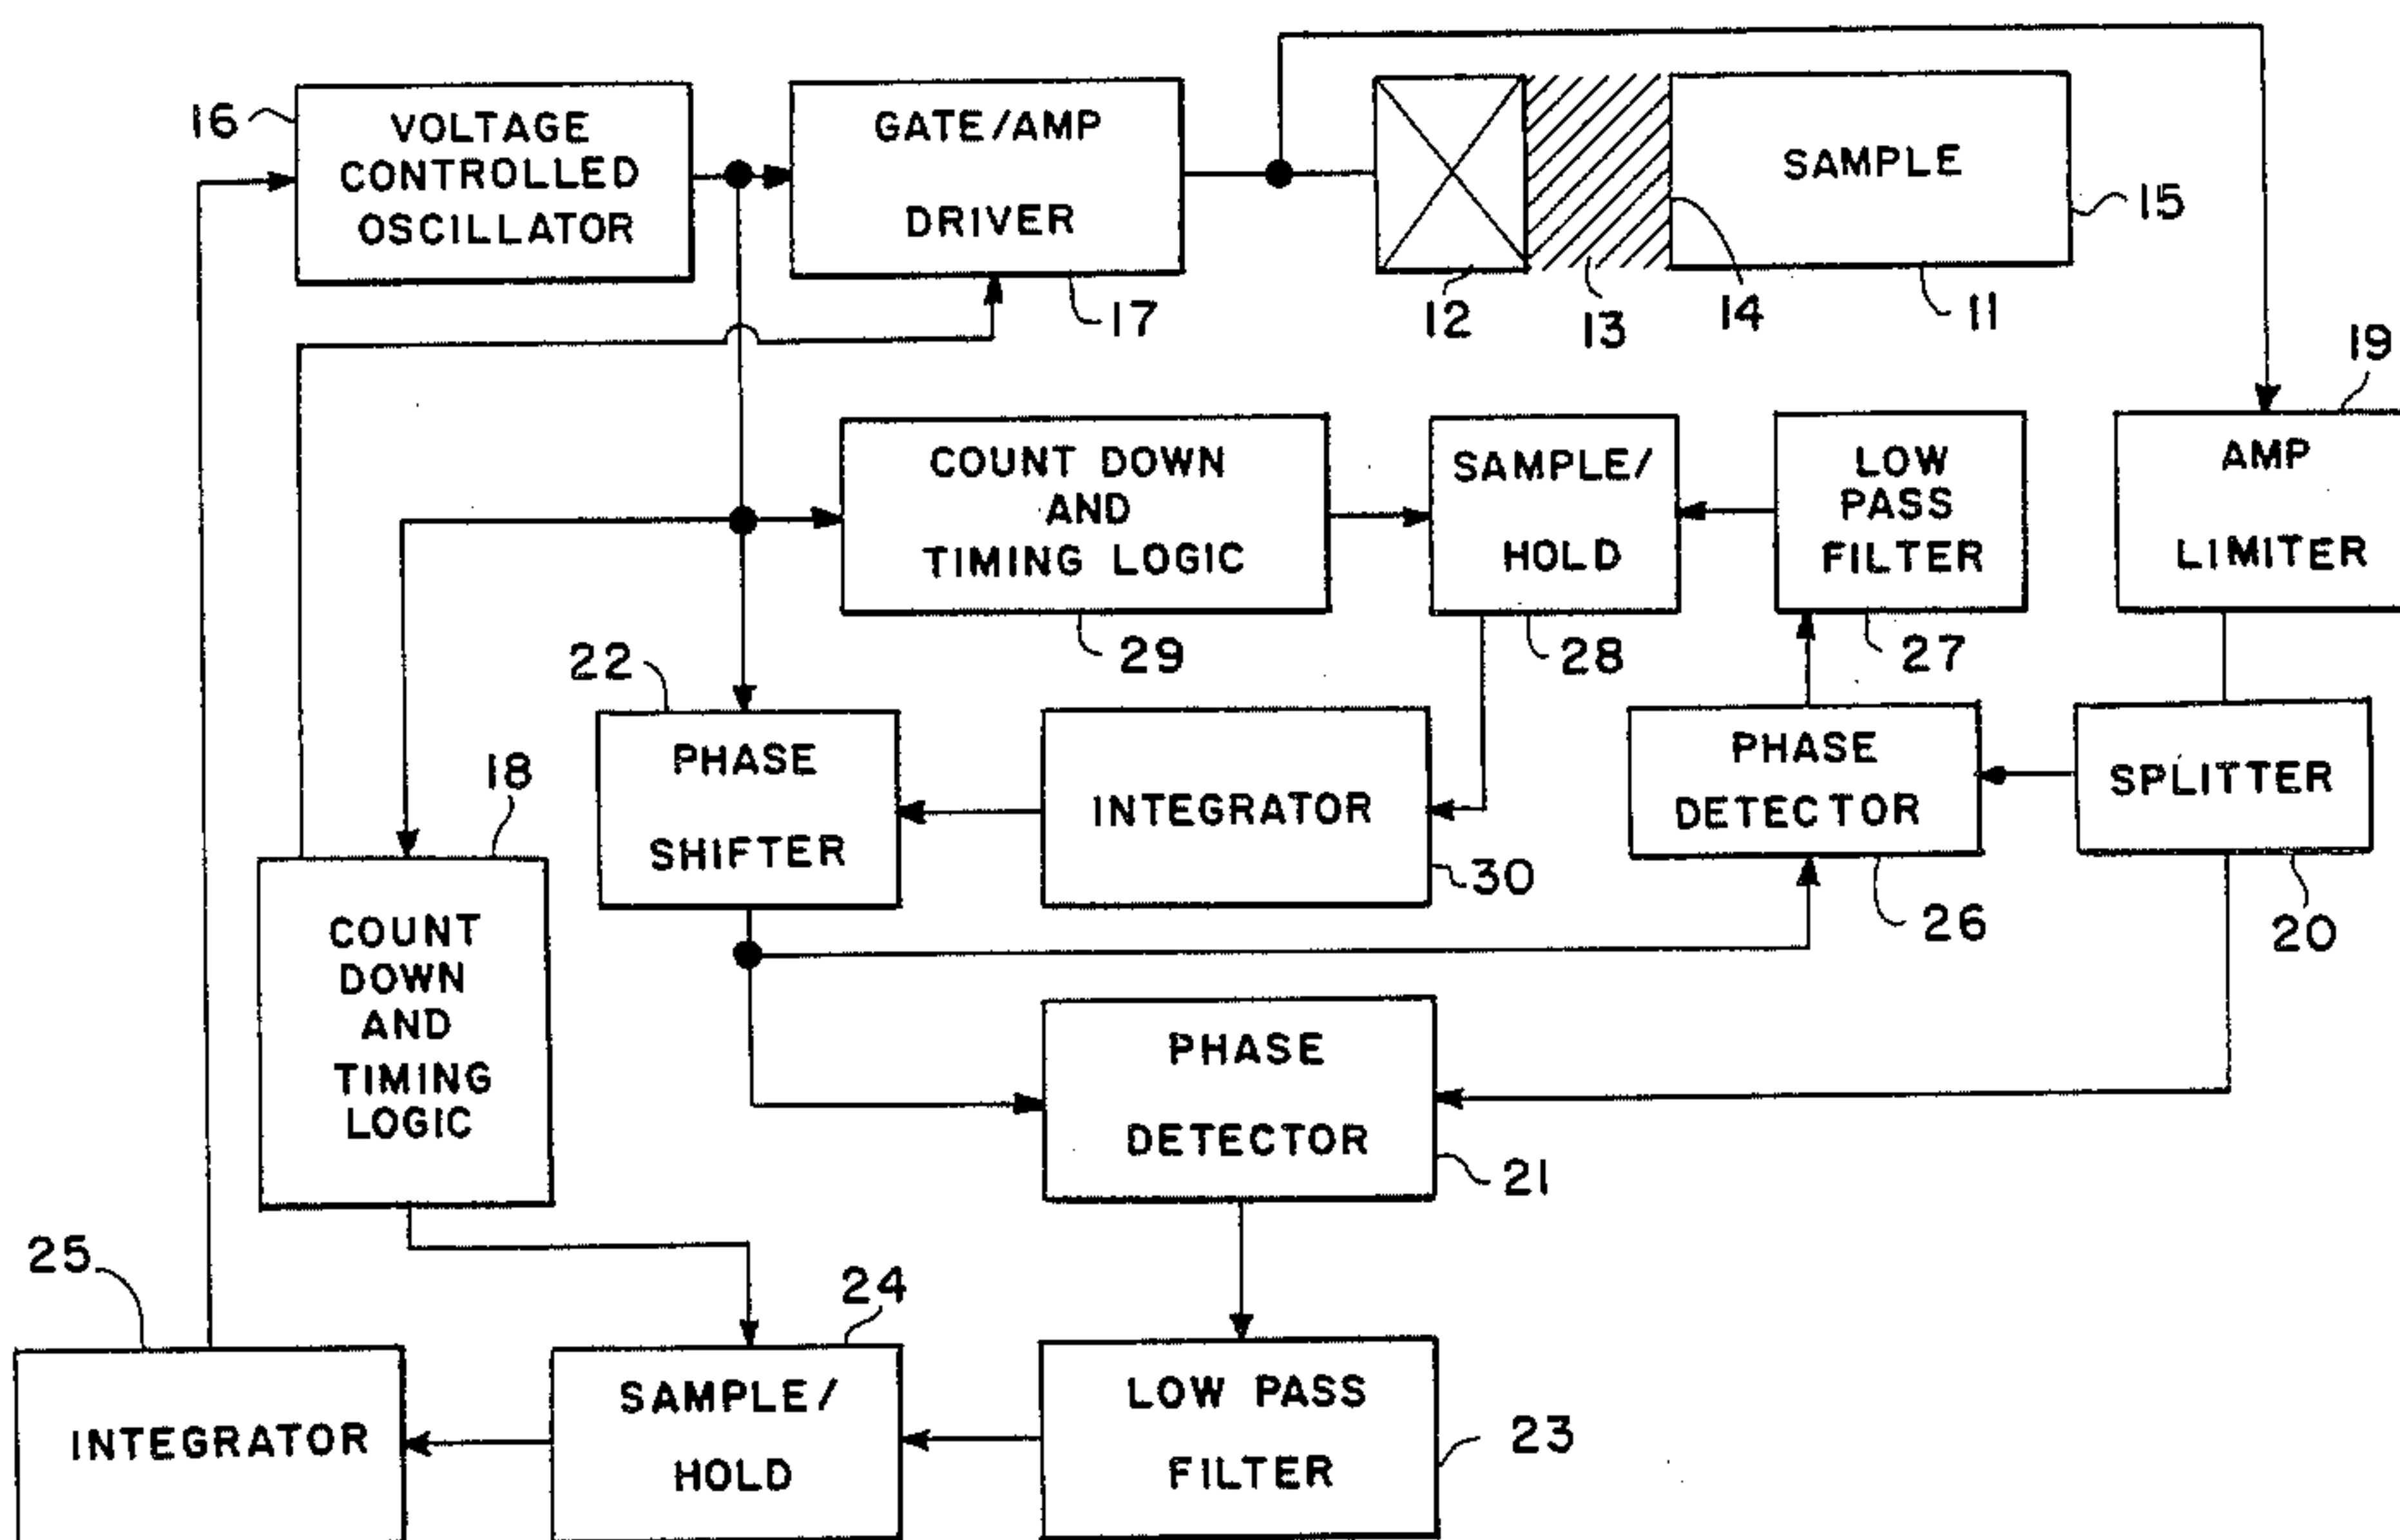 16
VOLTAGE
CONTROLLED
OSCILLATOR
GATE/AMP
DRIVER
17
12
13
14
SAMPLE
15
11
19
AMP
LIMITER
COUNT DOWN
AND
TIMING LOGIC
29
SAMPLE/
HOLD
28
LOW
PASS
FILTER
27
22
PHASE
SHIFTER
INTEGRATOR
30
PHASE
DETECTOR
26
SPLITTER
20
18
COUNT
DOWN
AND
TIMING
LOGIC
PHASE
DETECTOR
21
25
INTEGRATOR
24
SAMPLE/
HOLD
LOW PASS
FILTER
23